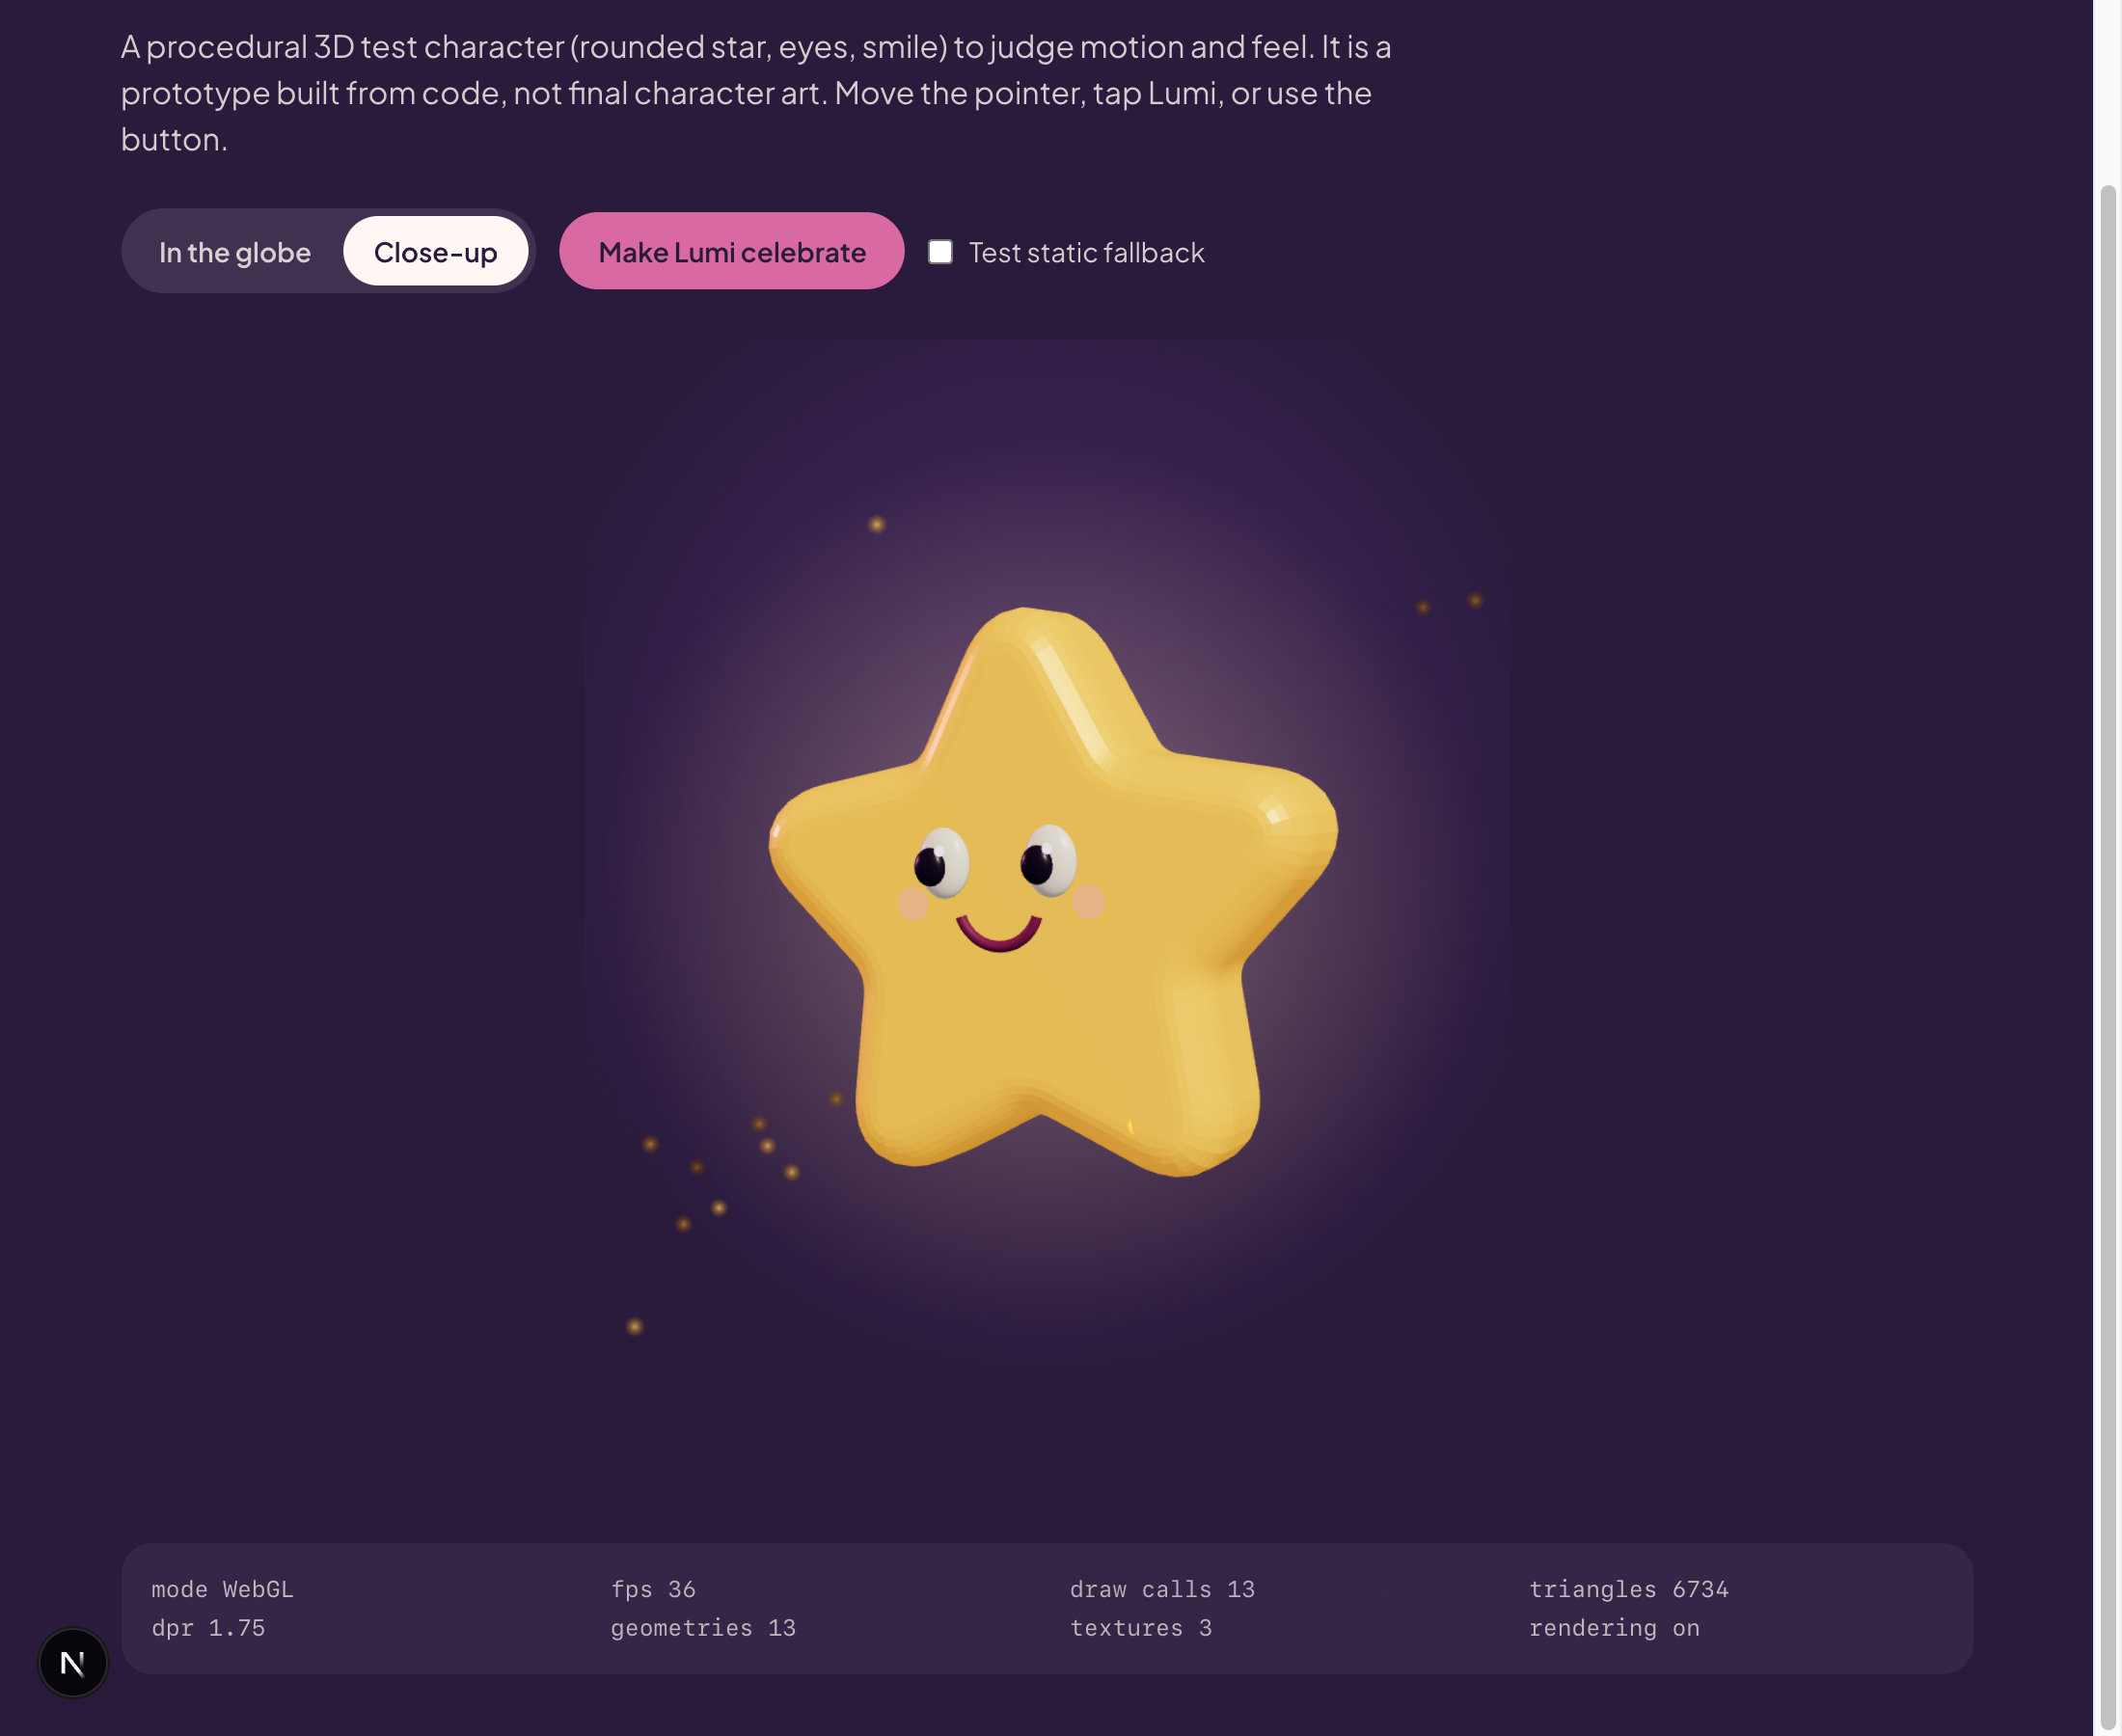 A procedural 3D test character (rounded star, eyes, smile) to judge motion and feel. It is a
prototype built from code, not final character art. Move the pointer, tap Lumi, or use the
button.
In the globe
Close-up
Make Lumi celebrate
Test static fallback
mode WebGL
fps 36
draw calls 13
triangles 6734
dpr 1.75
geometries 13
textures 3
rendering on
N